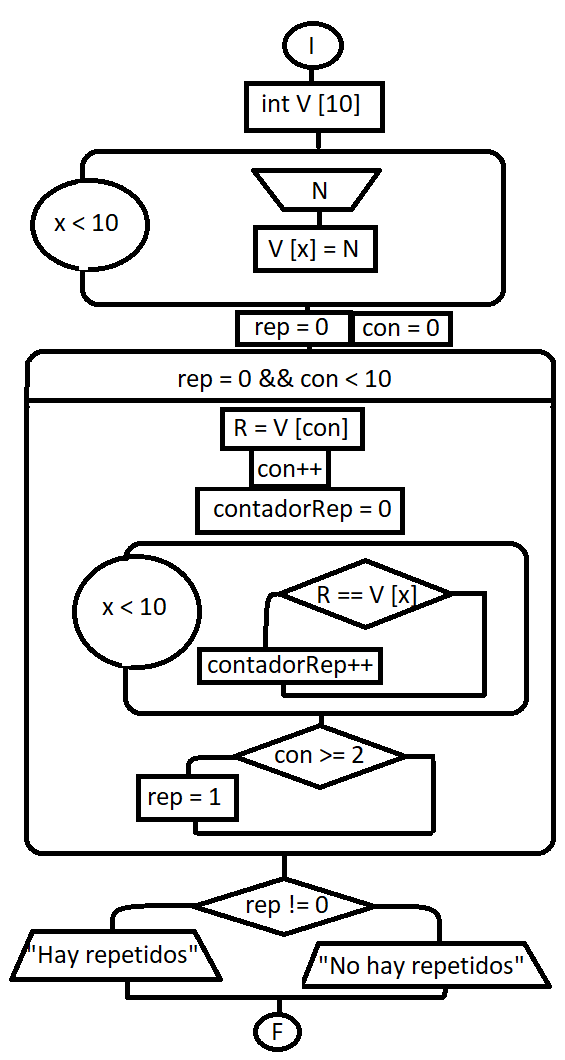 I
int V [10]
x < 10
N
V [x] = N
rep = 0
con = 0
rep = 0 && con < 10
R = V [con]
con++
contadorRep = 0
x < 10
R == V [x]
contadorRep++
con >= 2
rep = 1
rep != 0
"Hay repetidos"
"No hay repetidos"
F